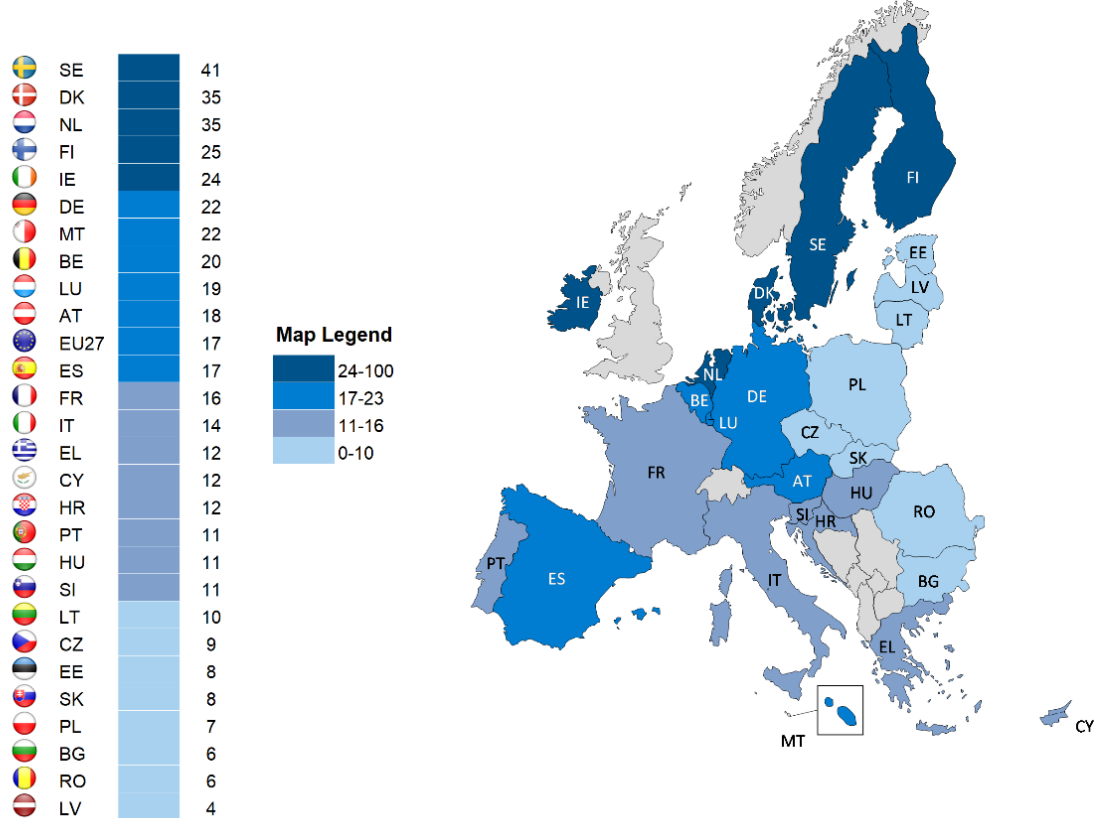 SE 41
DK 35
NL 35
FI 25
IE 24
DE 22
MT 22
BE 20
LU 19
AT 18
EU27 17
ES 17
FR 16
IT 14
EL 12
CY 12
HR 12
PT 11
HU 11
SI 11
LT 10
CZ 9
EE 8
SK 8
PL 7
BG 6
RO 6
LV 4
Map Legend
24-100
17-23
11-16
0-10
FI
SE
EE
LV
LT
IE
DK
NL
BE
DE
LU
PL
CZ
SK
AT
HU
FR
SI
HR
RO
BG
PT
ES
IT
EL
MT
CY